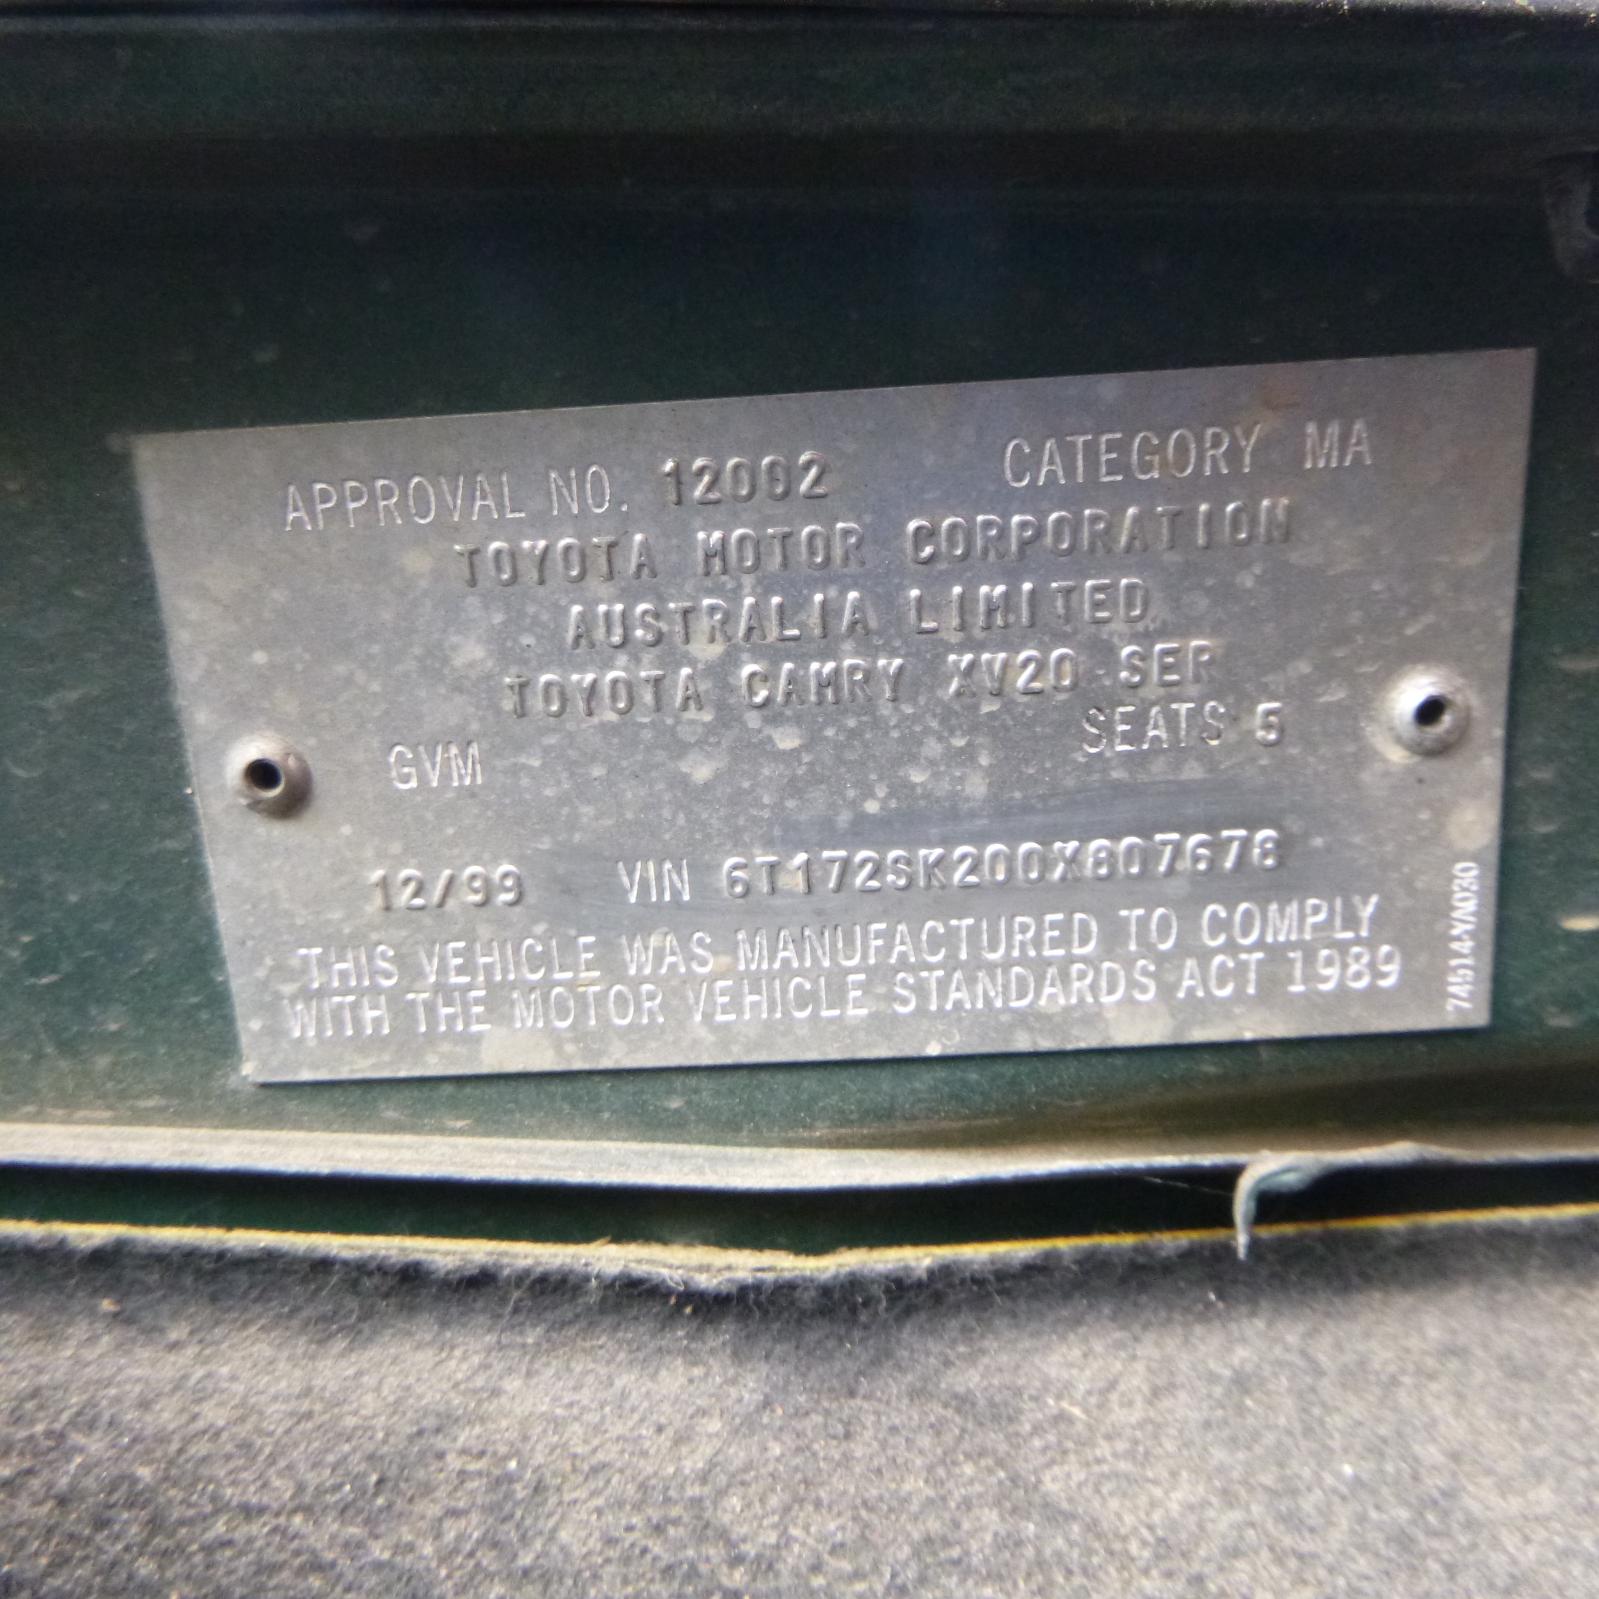 APPROVAL NO. 12002 CATEGORY MA
TOYOTA MOTOR CORPORATION
AUSTRALIA LIMITED
TOYOTA CAMRY XV20 SER
GVM SEATS 5
12/99 VIN 6T172SK200X807678
THIS VEHICLE WAS MANUFACTURED TO COMPLY
WITH THE MOTOR VEHICLE STANDARDS ACT 1989
74514-YA030